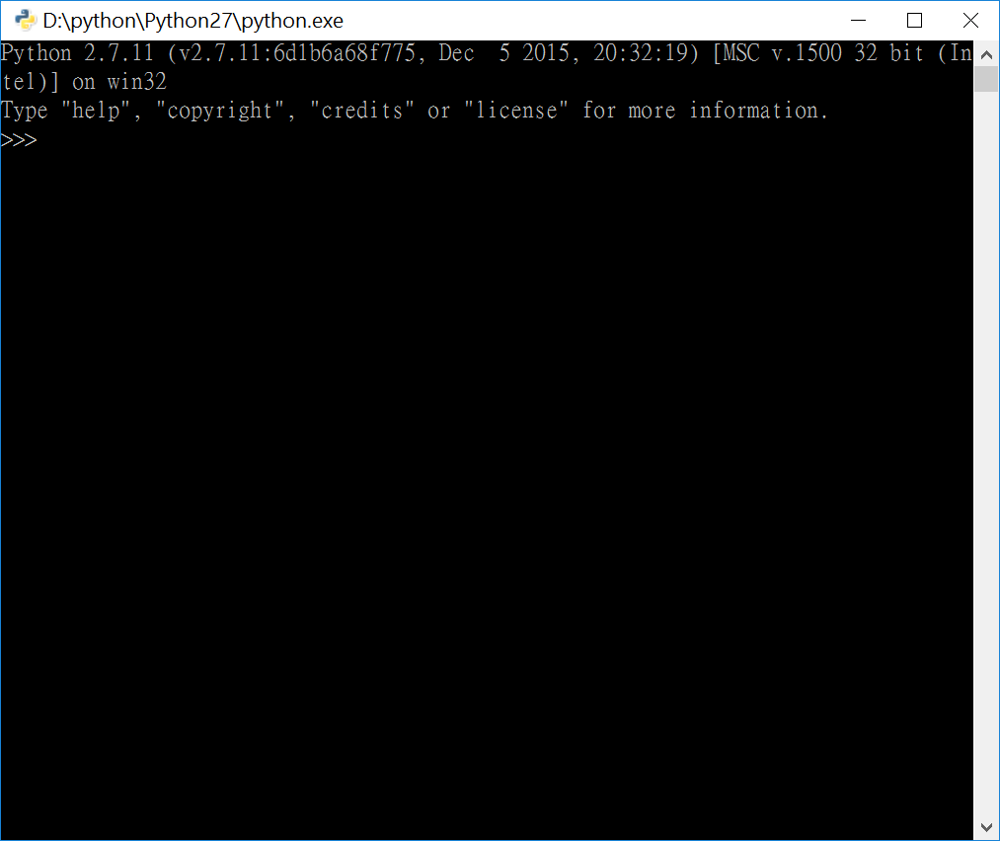 D:\python\Python27\python.exe
Python 2.7.11 (v2.7.11:6d1b6a68f775, Dec  5 2015, 20:32:19) [MSC v.1500 32 bit (In
tel)] on win32
Type "help", "copyright", "credits" or "license" for more information.
>>>